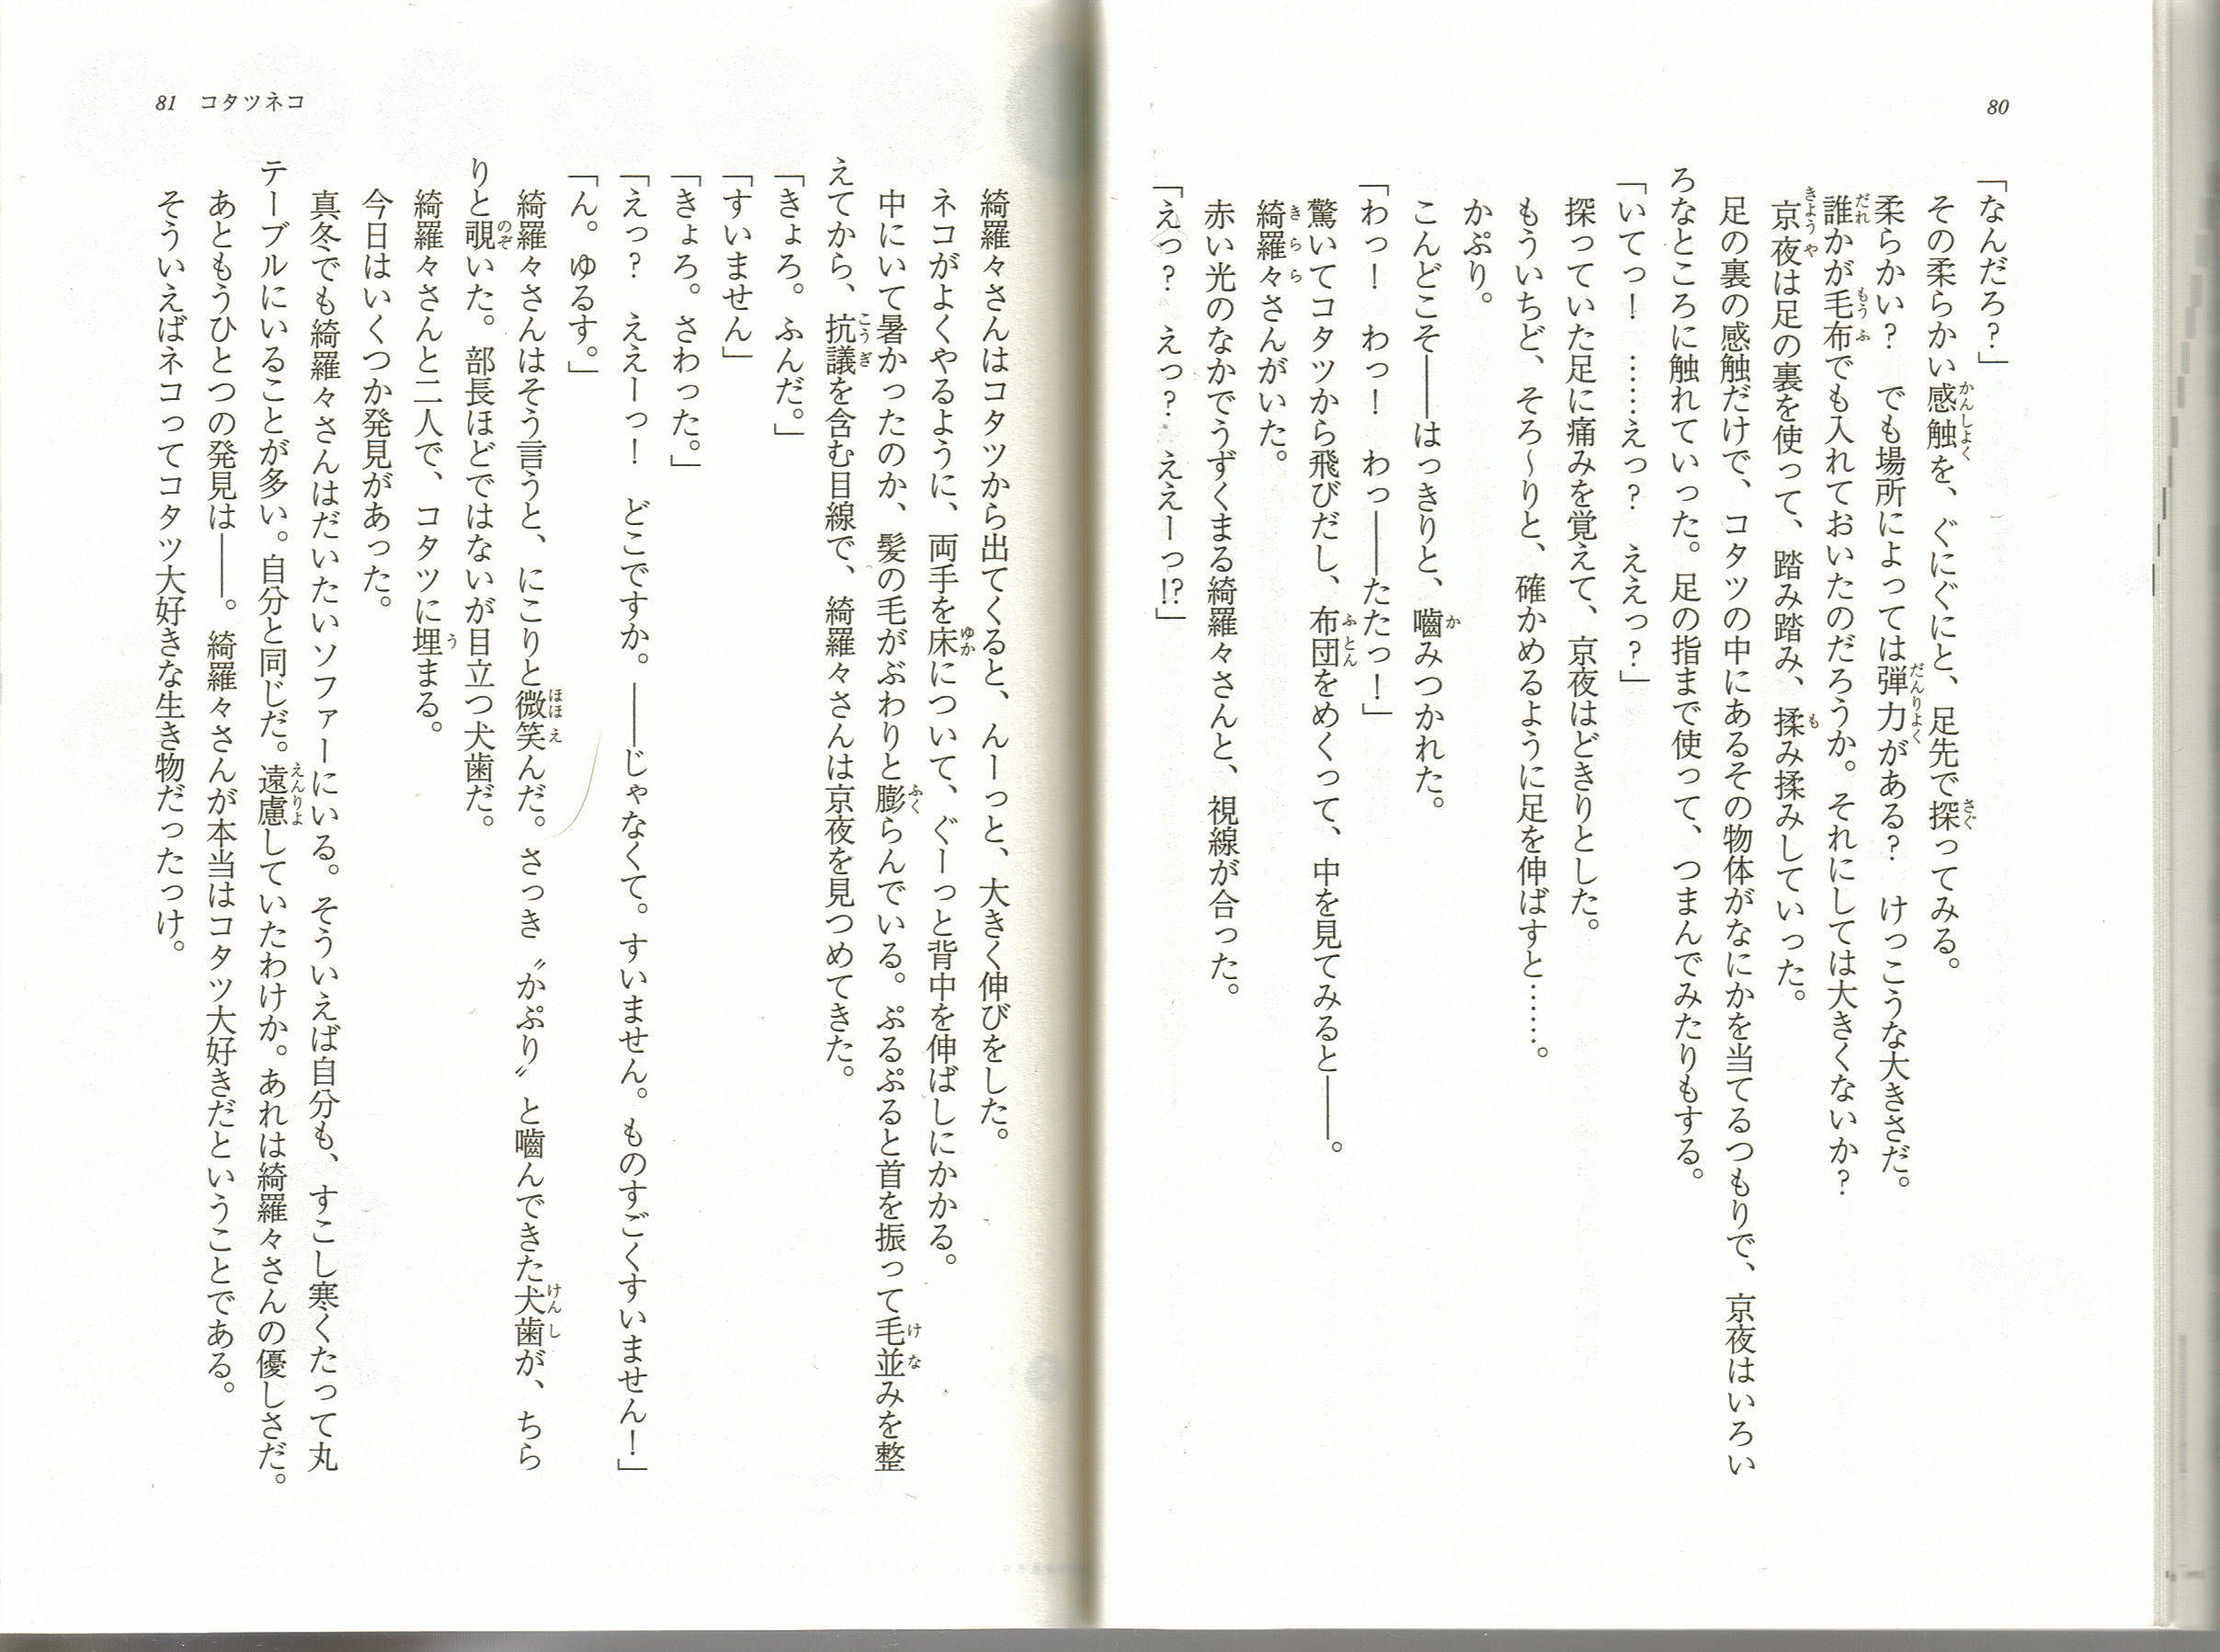 80
「なんだろ？」
その柔らかい感触を、ぐにぐにと、足先で探ってみる。
柔らかい？　でも場所によっては弾力がある？　けっこうな大きさだ。
誰かが毛布でも入れておいたのだろうか。それにしては大きくないか？
京夜は足の裏を使って、踏み踏み、揉み揉みしていった。
足の裏の感触だけで、コタツの中にあるその物体がなにかを当てるつもりで、京夜はいろい
ろなところに触れていった。足の指まで使って、つまんでみたりもする。
「いてっ！　……えっ？　ええっ？」
探っていた足に痛みを覚えて、京夜はどきりとした。
もういちど、そろ～りと、確かめるように足を伸ばすと……。
かぷり。
こんどこそ――はっきりと、嚙みつかれた。
「わっ！　わっ！　わっ――たたっ！」
驚いてコタツから飛びだし、布団をめくって、中を見てみると――。
綺羅々さんがいた。
赤い光のなかでうずくまる綺羅々さんと、視線が合った。
「えっ？　えっ？　ええーっ!?」
81　コタツネコ
綺羅々さんはコタツから出てくると、んーっと、大きく伸びをした。
ネコがよくやるように、両手を床について、ぐーっと背中を伸ばしにかかる。
中にいて暑かったのか、髪の毛がぶわりと膨らんでいる。ぷるぷると首を振って毛並みを整
えてから、抗議を含む目線で、綺羅々さんは京夜を見つめてきた。
「きょろ。ふんだ。」
「すいません」
「きょろ。さわった。」
「えっ？　ええーっ！　どこですか。――じゃなくて。すいません。ものすごくすいません！」
「ん。ゆるす。」
綺羅々さんはそう言うと、にこりと微笑んだ。さっき〝かぷり〟と嚙んできた犬歯が、ちら
りと覗いた。部長ほどではないが目立つ犬歯だ。
綺羅々さんと二人で、コタツに埋まる。
今日はいくつか発見があった。
真冬でも綺羅々さんはだいたいソファーにいる。そういえば自分も、すこし寒くたって丸
テーブルにいることが多い。自分と同じだ。遠慮していたわけか。あれは綺羅々さんの優しさだ。
あともうひとつの発見は――。綺羅々さんが本当はコタツ大好きだということである。
そういえばネコってコタツ大好きな生き物だったたっけ。